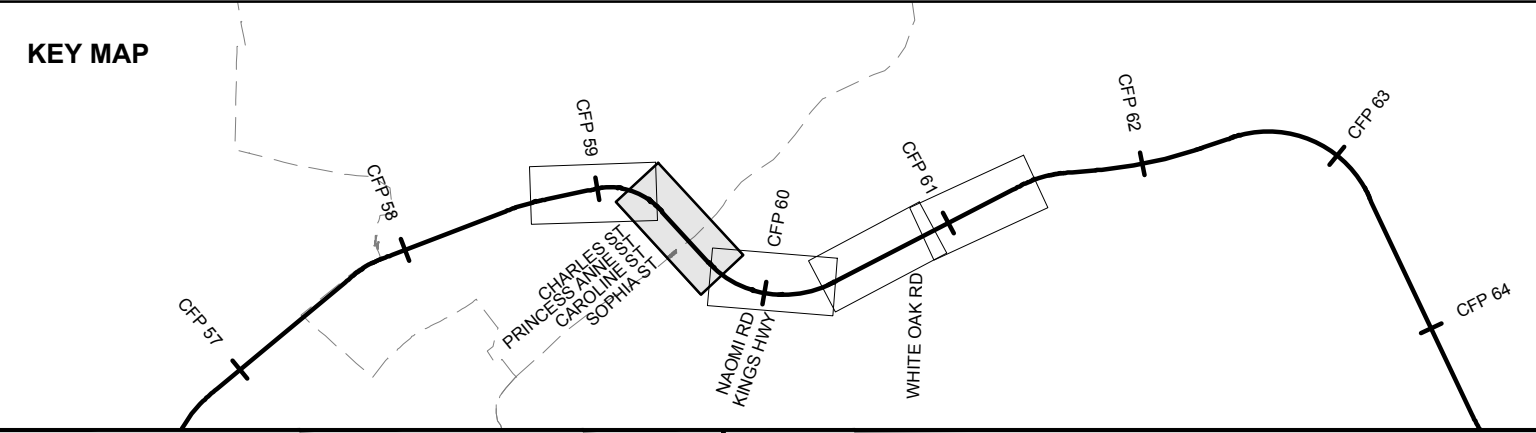 KEY MAP
CFP 57
CFP 58
CFP 59
CHARLES ST
PRINCESS ANNE ST
CAROLINE ST
SOPHIA ST
CFP 60
NAOMI RD
KINGS HWY
CFP 61
WHITE OAK RD
CFP 62
CFP 63
CFP 64